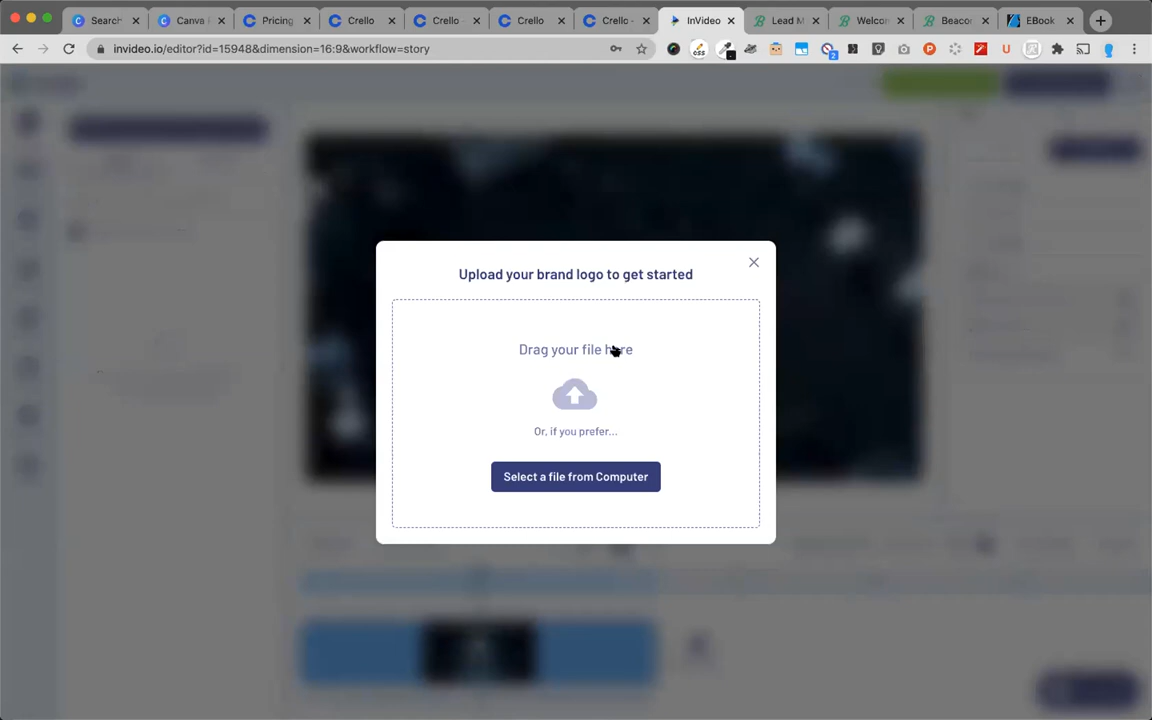 Search
Canva
Pricing
Crello
Crello
Crello
Crello
InVideo
Lead M
Welcon
Beacon
EBook
invideo.io/editor?id=15948&dimension=16:9&workflow=story
css
2
Upload your brand logo to get started
Drag your file here
Or, if you prefer...
Select a file from Computer